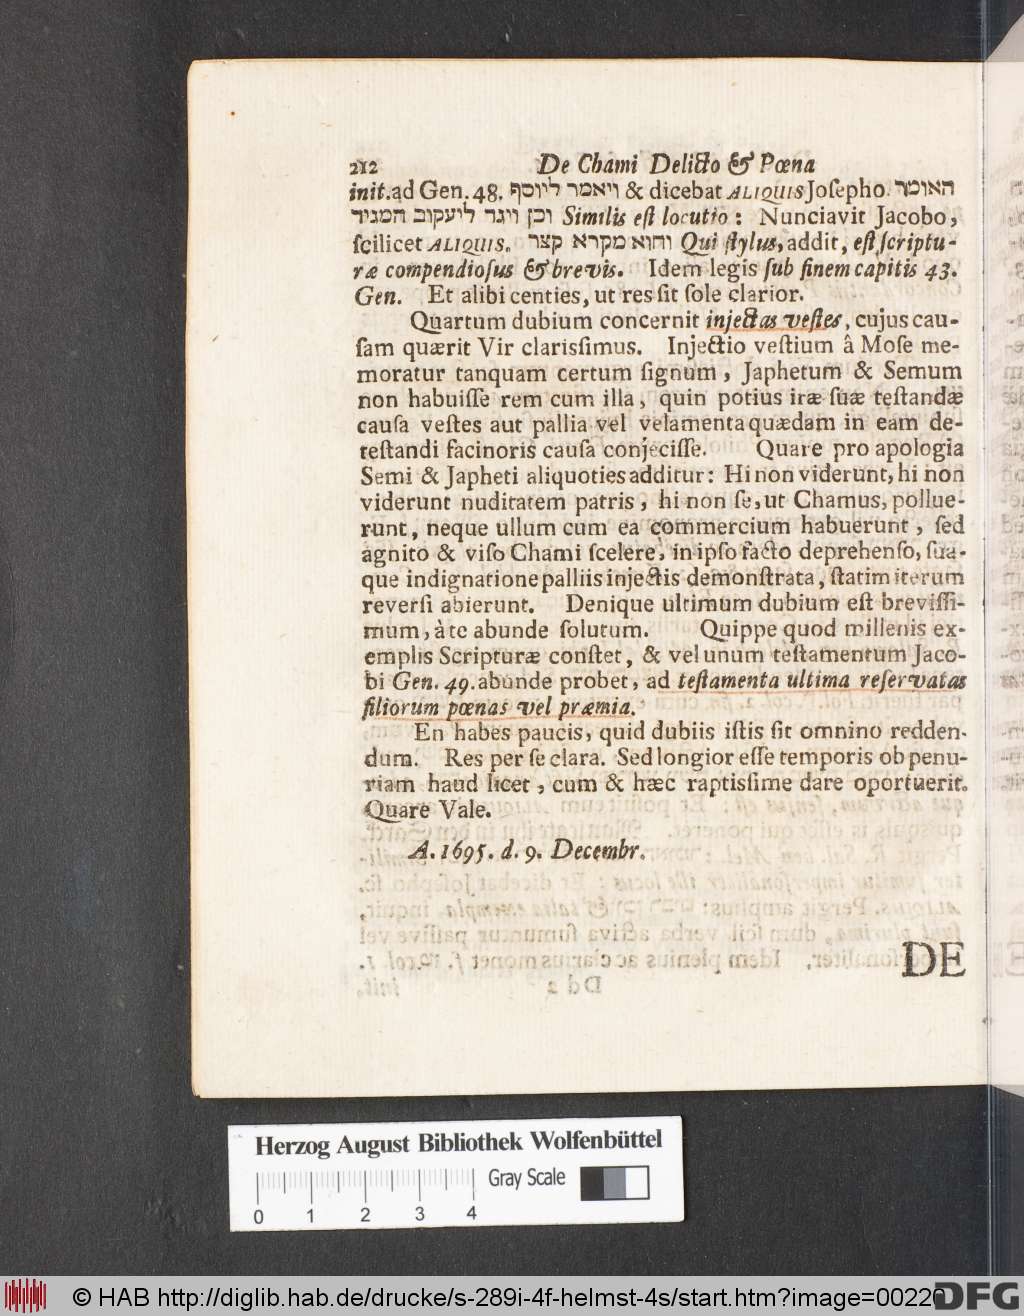 212 De Chami Delicto & Pœna
init. ad Gen. 48. ויאמר ליוסף & dicebat ALIQUIS Joſepho. האומר
וכן ויגד ליעקוב המגיד Similis eſt locutio: Nunciavit Jacobo,
ſcilicet ALIQUIS. והוא מקרא קצר Qui ſtylus, addit, eſt ſcriptu-
ræ compendioſus & brevis. Idem legis ſub finem capitis 43.
Gen. Et alibi centies, ut res ſit ſole clarior.
Quartum dubium concernit injectas veſtes, cujus cau-
ſam quærit Vir clarisſimus. Injectio veſtium â Moſe me-
moratur tanquam certum ſignum, Japhetum & Semum
non habuiſſe rem cum illa, quin potius iræ ſuæ teſtandæ
cauſa veſtes aut pallia vel velamenta quædam in eam de-
teſtandi facinoris cauſa conjeciſſe. Quare pro apologia
Semi & Japheti aliquoties additur: Hi non viderunt, hi non
viderunt nuditatem patris, hi non ſe, ut Chamus, pollue-
runt, neque ullum cum ea commercium habuerunt, ſed
agnito & viſo Chami ſcelere, in ipſo facto deprehenſo, ſua-
que indignatione palliis injectis demonſtrata, ſtatim iterum
reverſi abierunt. Denique ultimum dubium eſt breviſſi-
mum, à te abunde ſolutum. Quippe quod millenis ex-
emplis Scripturæ conſtet, & vel unum teſtamentum Jaco-
bi Gen. 49. abunde probet, ad teſtamenta ultima reſervatas
filiorum pœnas vel præmia.
En habes paucis, quid dubiis iſtis ſit omnino redden-
dum. Res per ſe clara. Sed longior eſſe temporis ob penu-
riam haud licet, cum & hæc raptisſime dare oportuerit.
Quare Vale.
A. 1695. d. 9. Decembr.
DE
Herzog August Bibliothek Wolfenbüttel
Gray Scale
0 1 2 3 4
© HAB http://diglib.hab.de/drucke/s-289i-4f-helmst-4s/start.htm?image=00220
DFG